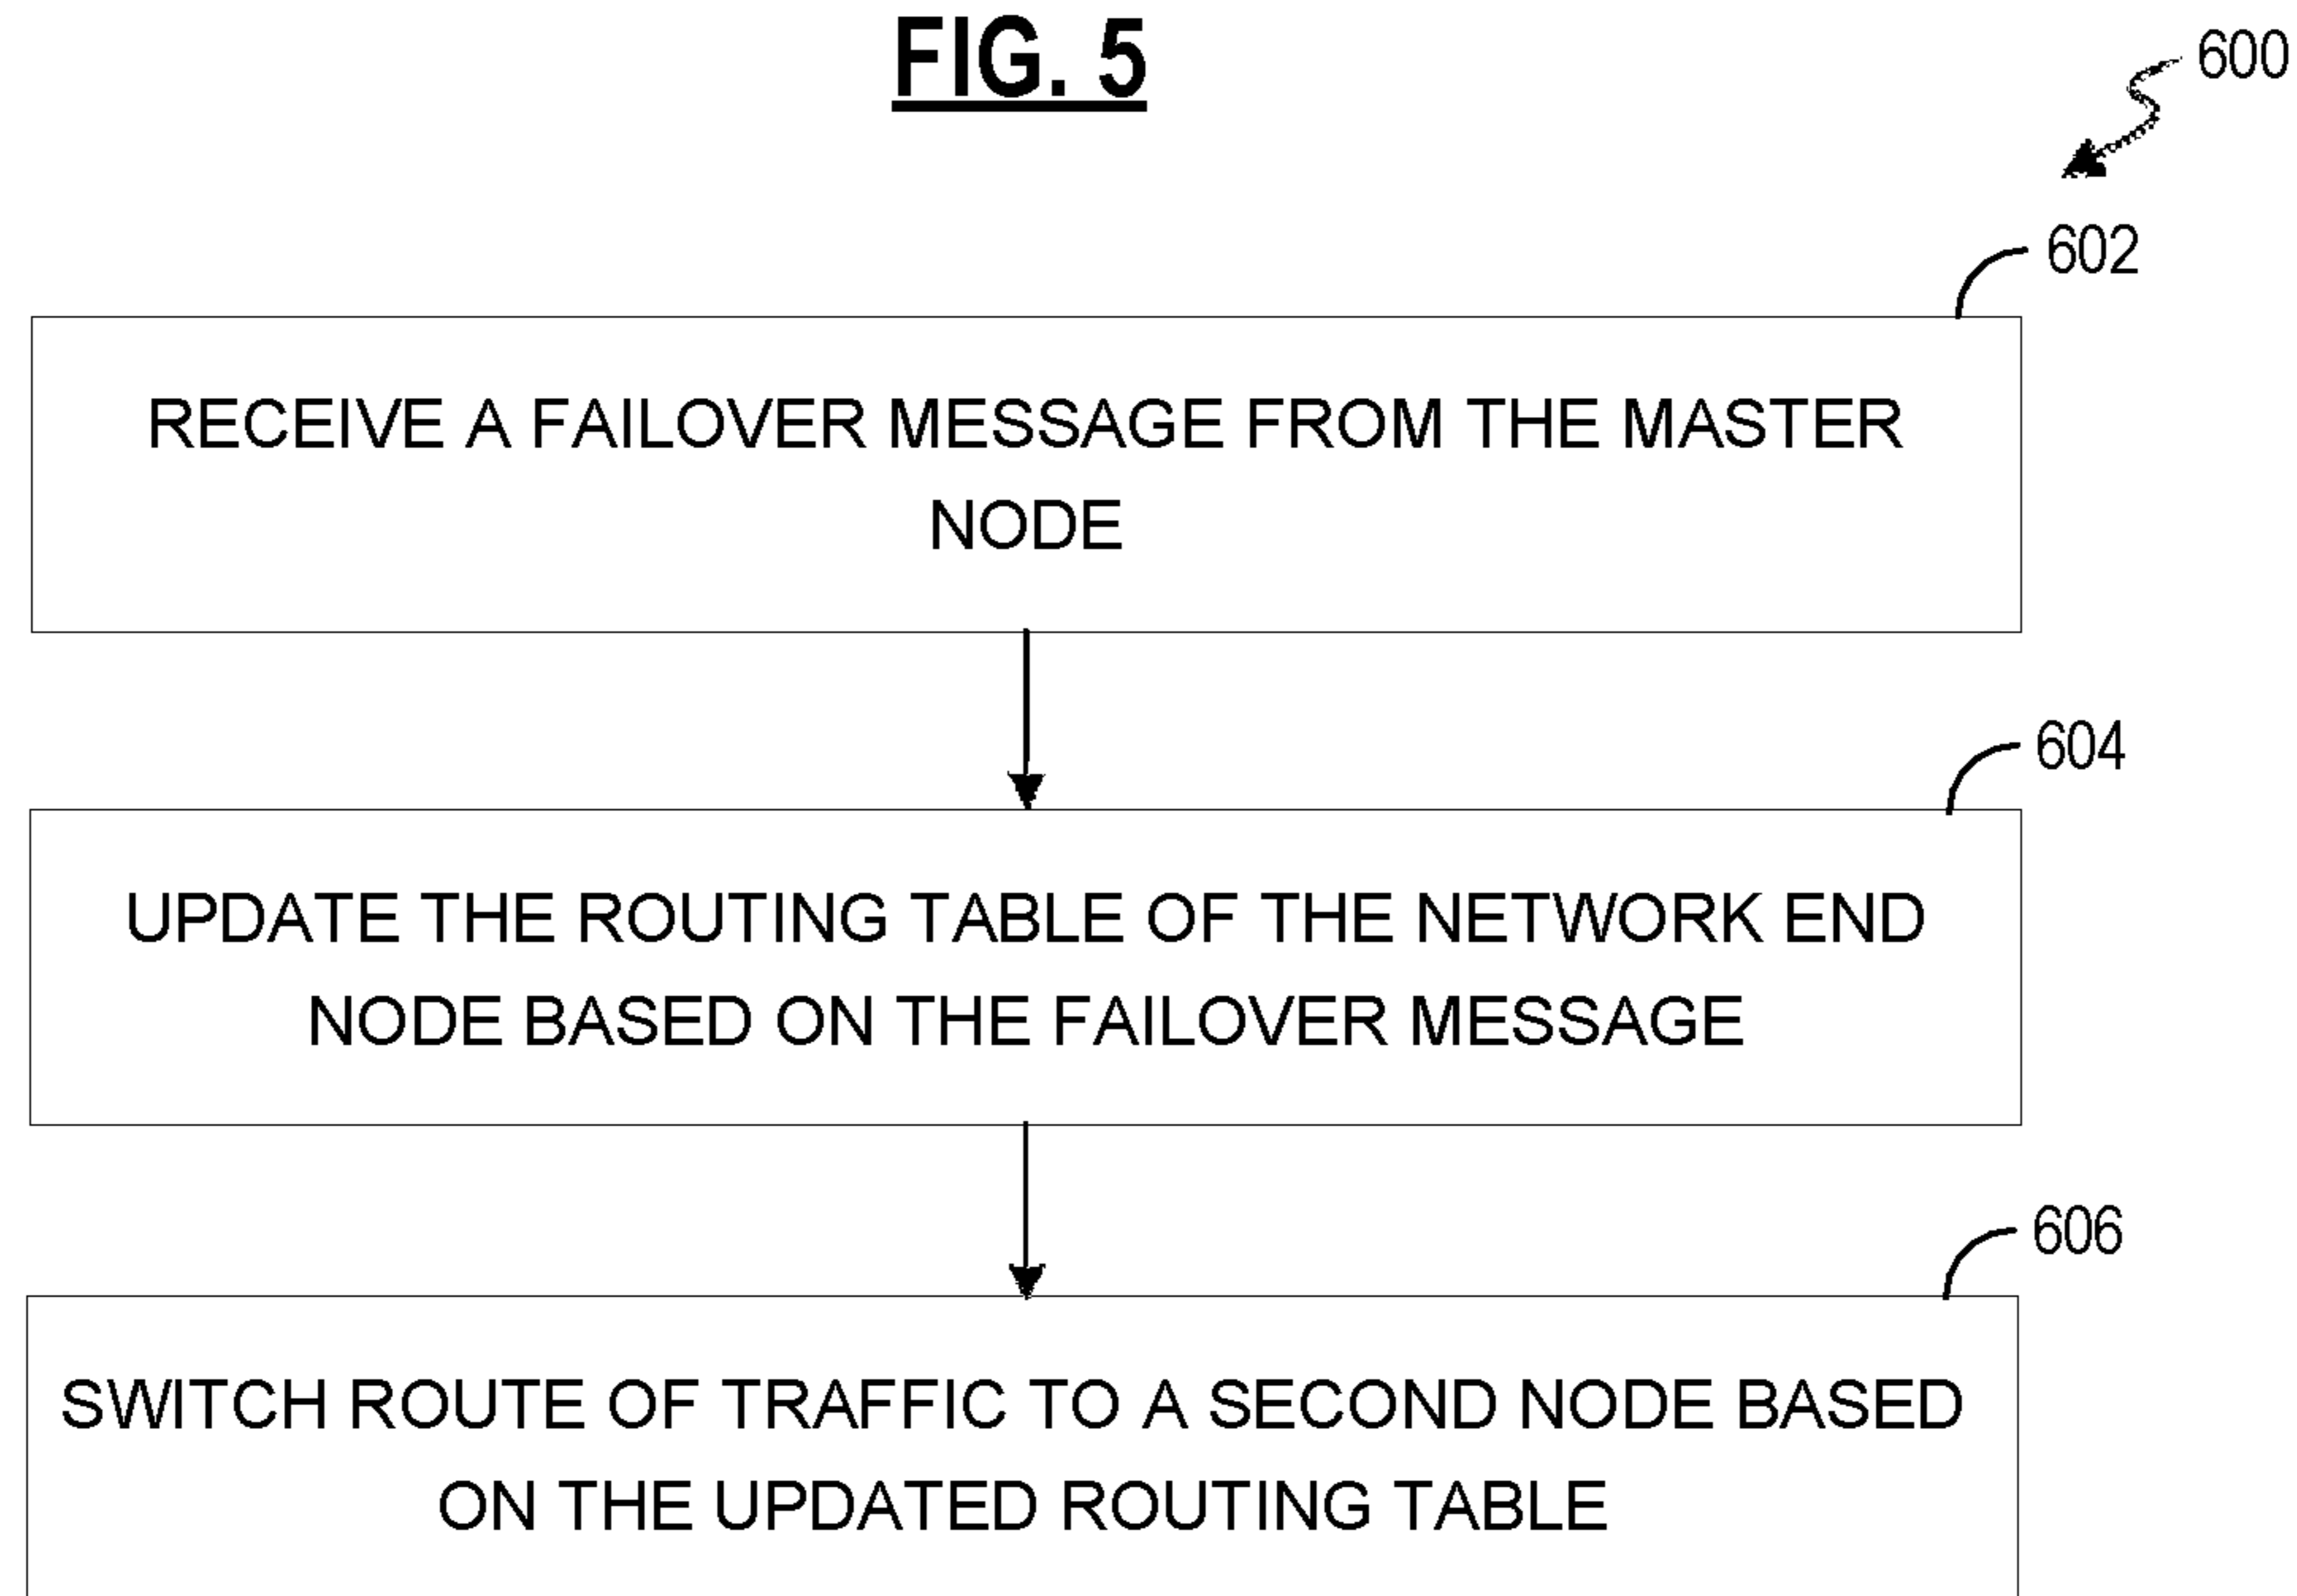 FIG. 5
600
602
RECEIVE A FAILOVER MESSAGE FROM THE MASTER
NODE
604
UPDATE THE ROUTING TABLE OF THE NETWORK END
NODE BASED ON THE FAILOVER MESSAGE
606
SWITCH ROUTE OF TRAFFIC TO A SECOND NODE BASED
ON THE UPDATED ROUTING TABLE